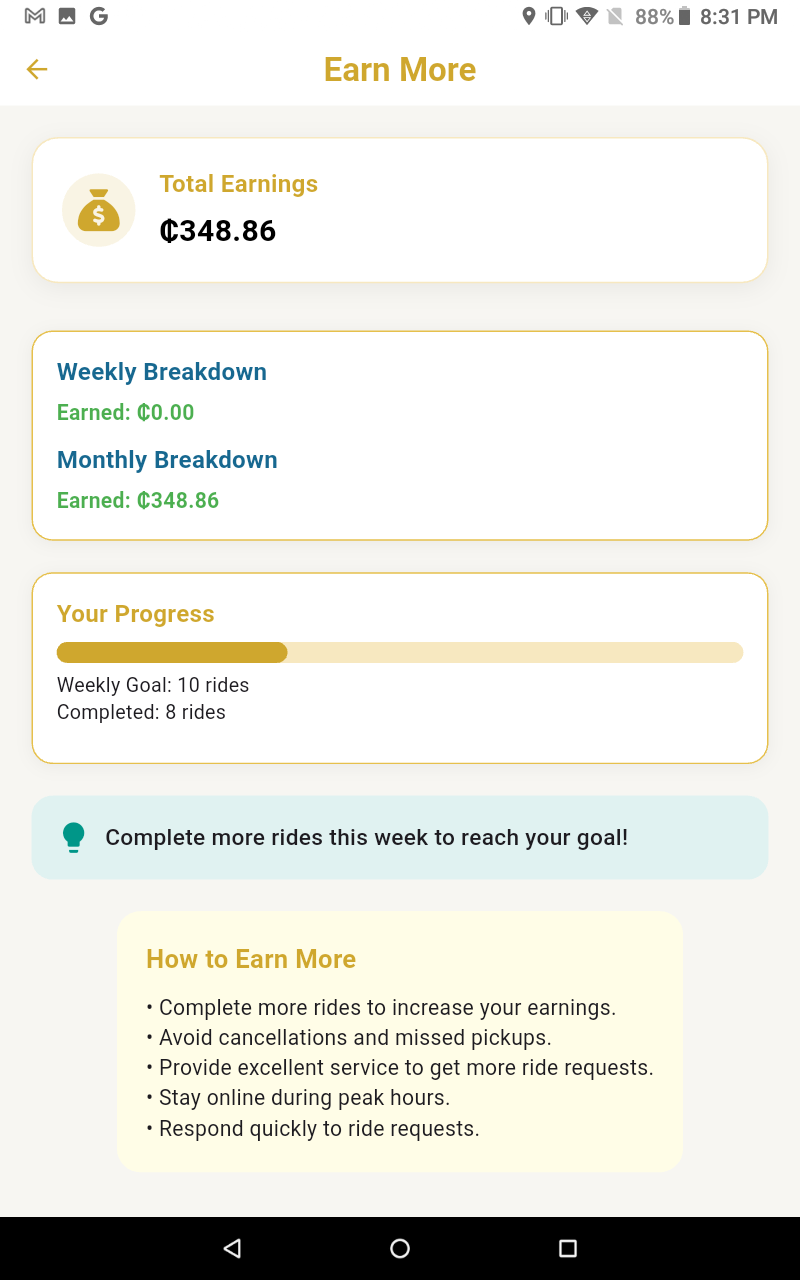 88% 8:31 PM
Earn More
Total Earnings
₵348.86
Weekly Breakdown
Earned: ₵0.00
Monthly Breakdown
Earned: ₵348.86
Your Progress
Weekly Goal: 10 rides
Completed: 8 rides
Complete more rides this week to reach your goal!
How to Earn More
• Complete more rides to increase your earnings.
• Avoid cancellations and missed pickups.
• Provide excellent service to get more ride requests.
• Stay online during peak hours.
• Respond quickly to ride requests.